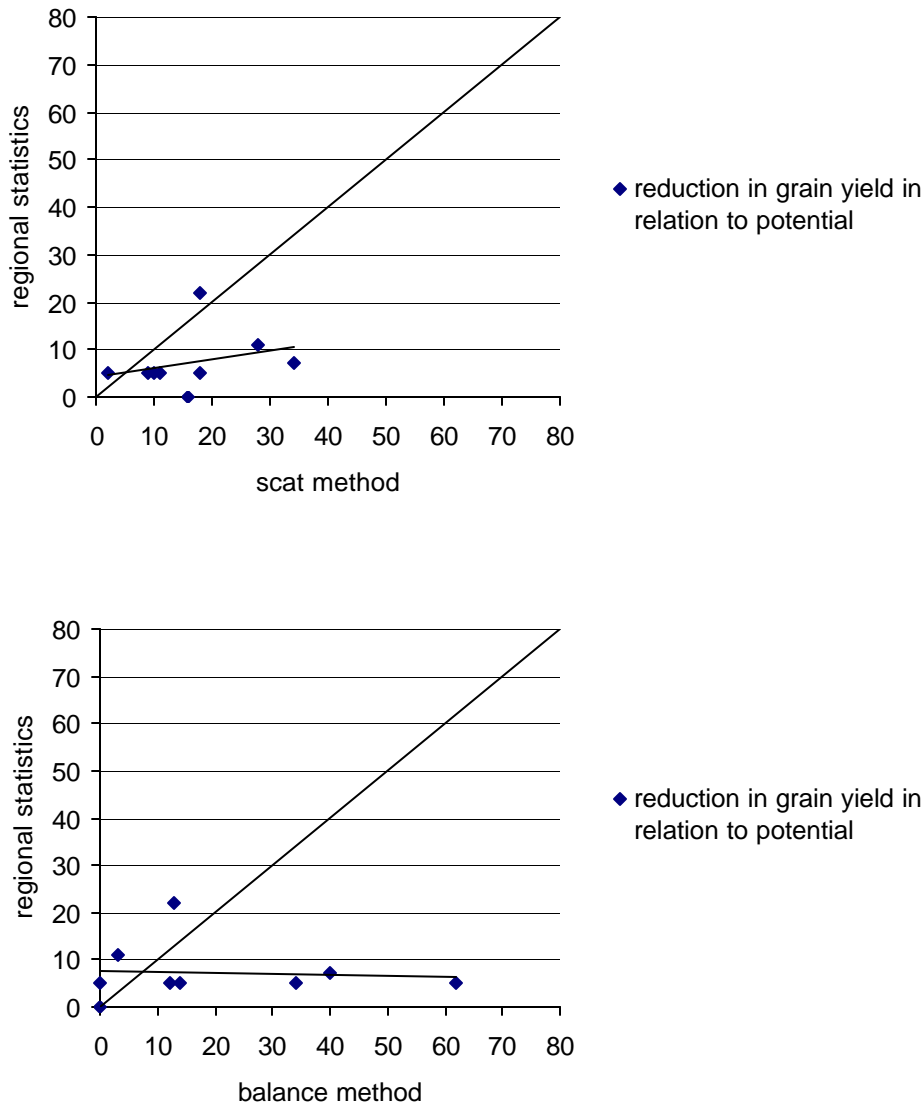 80
70
60
50
40
30
20
10
0
regional statistics
0 10 20 30 40 50 60 70 80
scat method
reduction in grain yield in
relation to potential
80
70
60
50
40
30
20
10
0
regional statistics
0 10 20 30 40 50 60 70 80
balance method
reduction in grain yield in
relation to potential